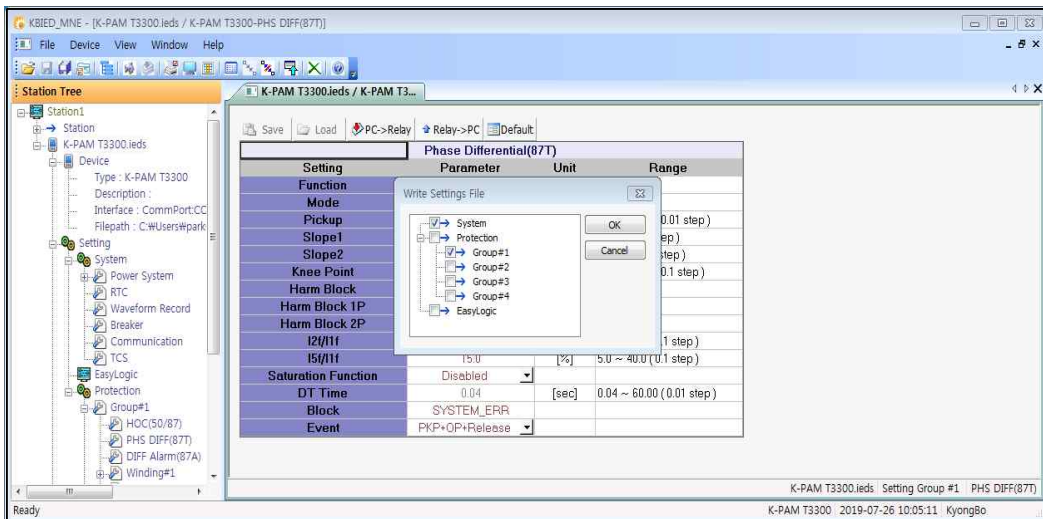 KBIED_MNE - [K-PAM T3300.ieds / K-PAM T3300-PHS DIFF(87T)]
File Device View Window Help
Station Tree
K-PAM T3300.ieds / K-PAM T3...
Station1
Station
K-PAM T3300.ieds
Device
Type : K-PAM T3300
Description :
Interface : CommPort:CC
Filepath : C:₩Users₩park
Setting
System
Power System
RTC
Waveform Record
Breaker
Communication
TCS
EasyLogic
Protection
Group#1
HOC(50/87)
PHS DIFF(87T)
DIFF Alarm(87A)
Winding#1
Save Load PC->Relay Relay->PC Default
Phase Differential(87T)
Setting Parameter Unit Range
Function
Mode
Pickup 0.01 step )
Slope1 ep )
Slope2 step )
Knee Point 0.1 step )
Harm Block
Harm Block 1P
Harm Block 2P
I2f/I1f .1 step )
I5f/I1f 15.0 [%] 5.0 ~ 40.0 ( 0.1 step )
Saturation Function Disabled
DT Time 0.04 [sec] 0.04 ~ 60.00 ( 0.01 step )
Block SYSTEM_ERR
Event PKP+OP+Release
Write Settings File
System
Protection
Group#1
Group#2
Group#3
Group#4
EasyLogic
OK
Cancel
K-PAM T3300.ieds Setting Group #1 PHS DIFF(87T)
Ready K-PAM T3300 2019-07-26 10:05:11 KyongBo